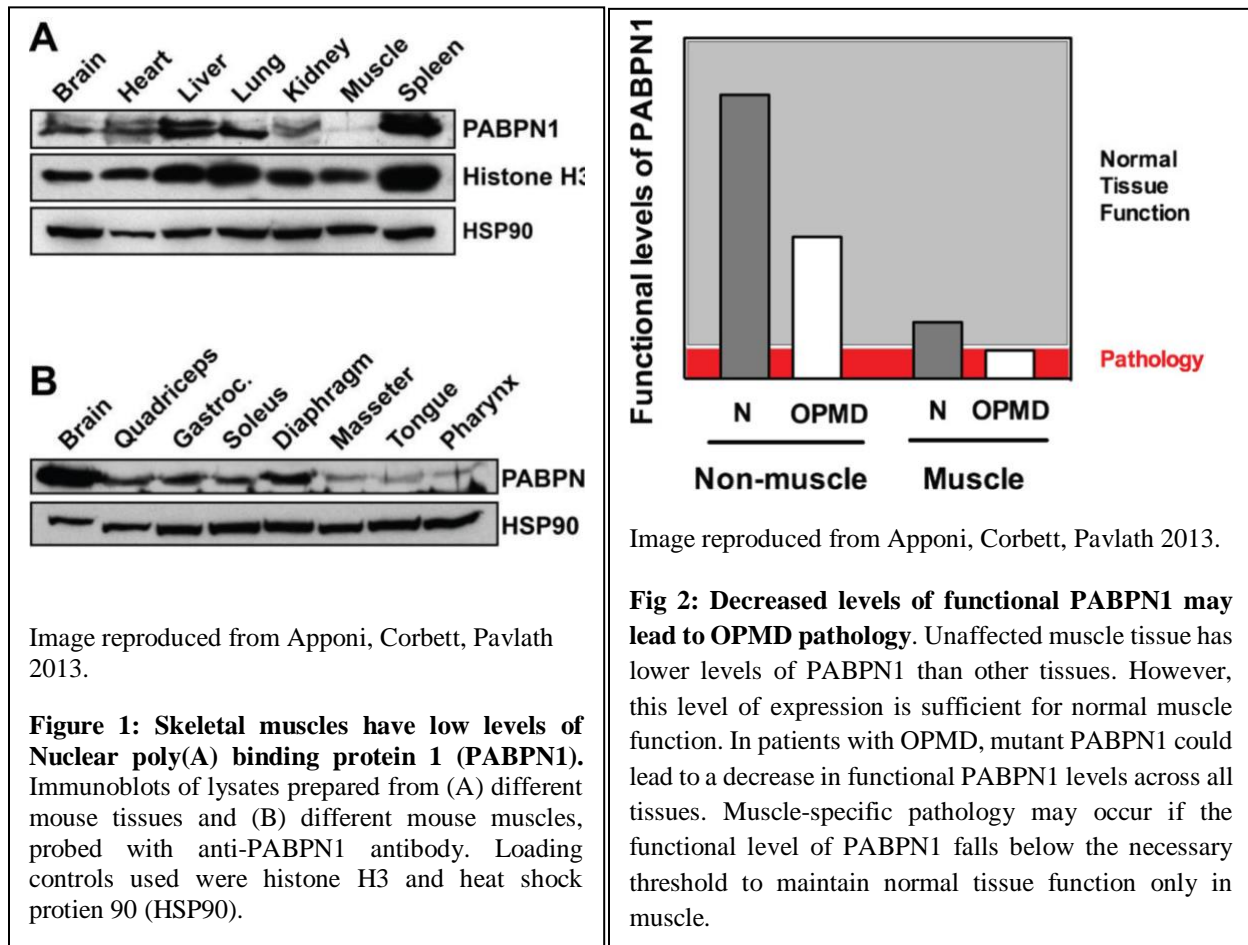 A
Brain
Heart
Liver
Lung
Kidney
Muscle
Spleen
PABPN1
Histone H3
HSP90
B
Brain
Quadriceps
Gastroc.
Soleus
Diaphragm
Masseter
Tongue
Pharynx
PABPN
HSP90
Image reproduced from Apponi, Corbett, Pavlath
2013.
Figure 1: Skeletal muscles have low levels of
Nuclear poly(A) binding protein 1 (PABPN1).
Immunoblots of lysates prepared from (A) different
mouse tissues and (B) different mouse muscles,
probed with anti-PABPN1 antibody. Loading
controls used were histone H3 and heat shock
protien 90 (HSP90).
Functional levels of PABPN1
Normal
Tissue
Function
Pathology
N OPMD N OPMD
Non-muscle Muscle
Image reproduced from Apponi, Corbett, Pavlath 2013.
Fig 2: Decreased levels of functional PABPN1 may
lead to OPMD pathology. Unaffected muscle tissue has
lower levels of PABPN1 than other tissues. However,
this level of expression is sufficient for normal muscle
function. In patients with OPMD, mutant PABPN1 could
lead to a decrease in functional PABPN1 levels across all
tissues. Muscle-specific pathology may occur if the
functional level of PABPN1 falls below the necessary
threshold to maintain normal tissue function only in
muscle.